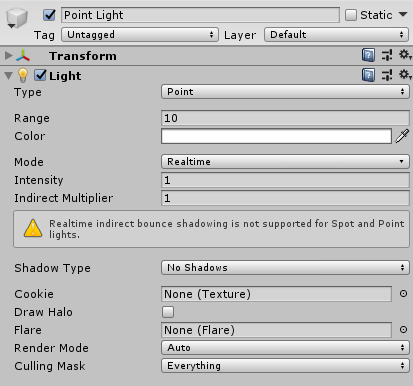 Point Light Static
Tag Untagged Layer Default
Transform
Light
Type Point
Range 10
Color
Mode Realtime
Intensity 1
Indirect Multiplier 1
Realtime indirect bounce shadowing is not supported for Spot and Point
lights.
Shadow Type No Shadows
Cookie None (Texture)
Draw Halo
Flare None (Flare)
Render Mode Auto
Culling Mask Everything